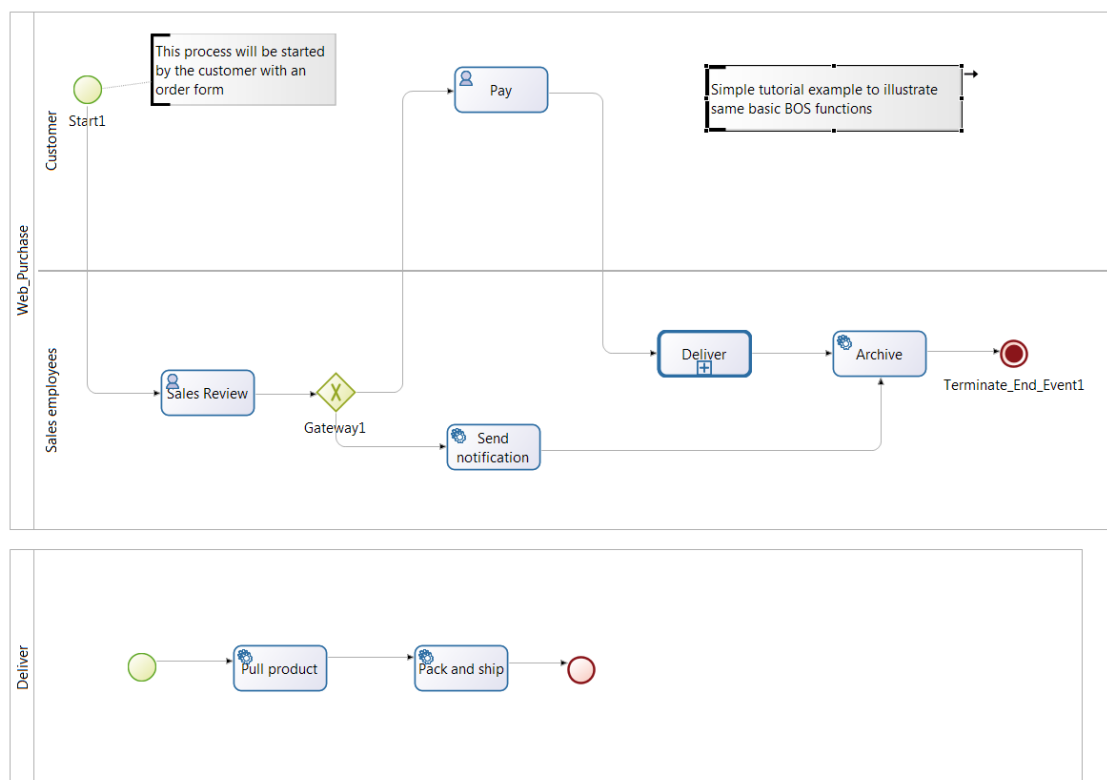 Web_Purchase
Customer
Start1
This process will be started
by the customer with an
order form
Pay
Simple tutorial example to illustrate
same basic BOS functions
Sales employees
Sales Review
Gateway1
Send
notification
Deliver
Archive
Terminate_End_Event1
Deliver
Pull product
Pack and ship